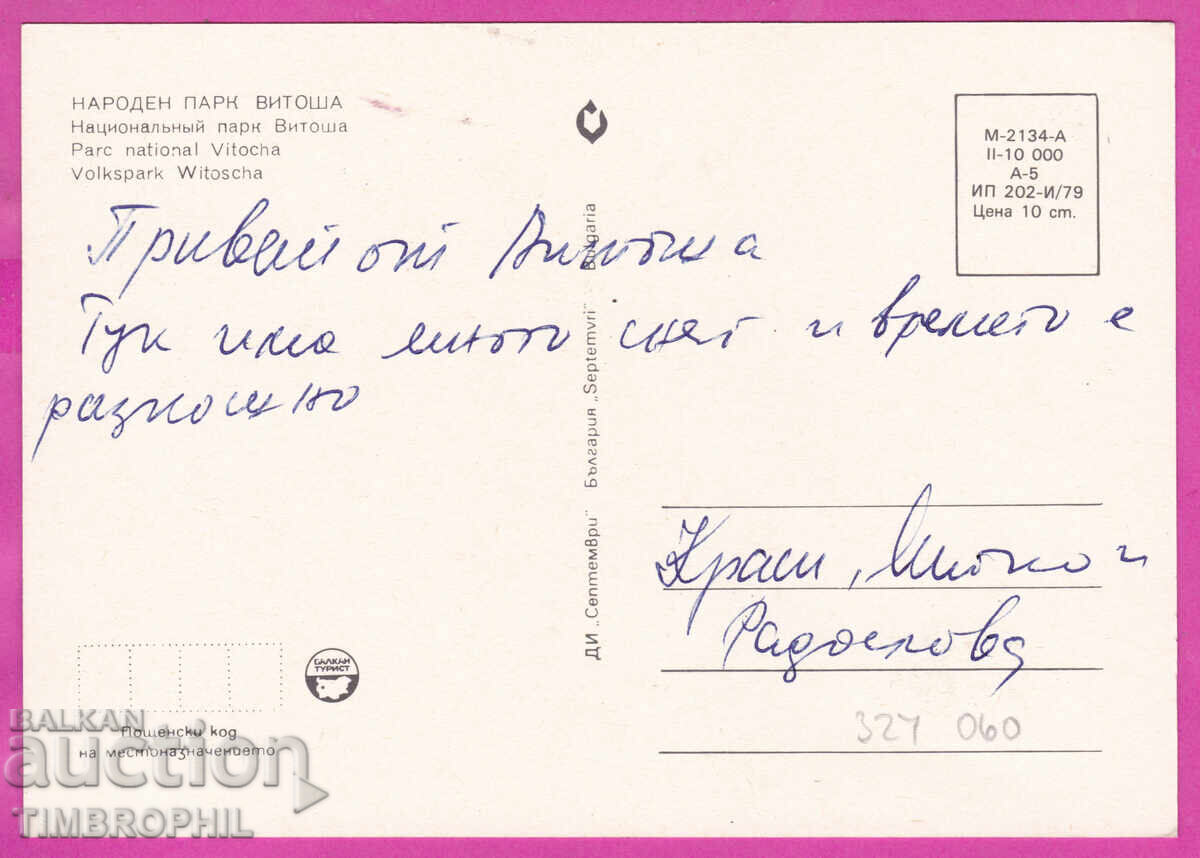 НАРОДЕН ПАРК ВИТОША
Национальный парк Витоша
Parc national Vitocha
Volkspark Witoscha
М-2134-А
II-10 000
А-5
ИП 202-И/79
Цена 10 ст.
Привет от Витоша
Тук има много сняг и времето е
разкошно
ДИ „Септември" България „Septemvri" Bulgaria
Краси, Митко и
Радослова
327 060
БАЛКАН
ТУРИСТ
Пощенски код
на местоназначението
BALKAN
auction
TIMBROPHIL